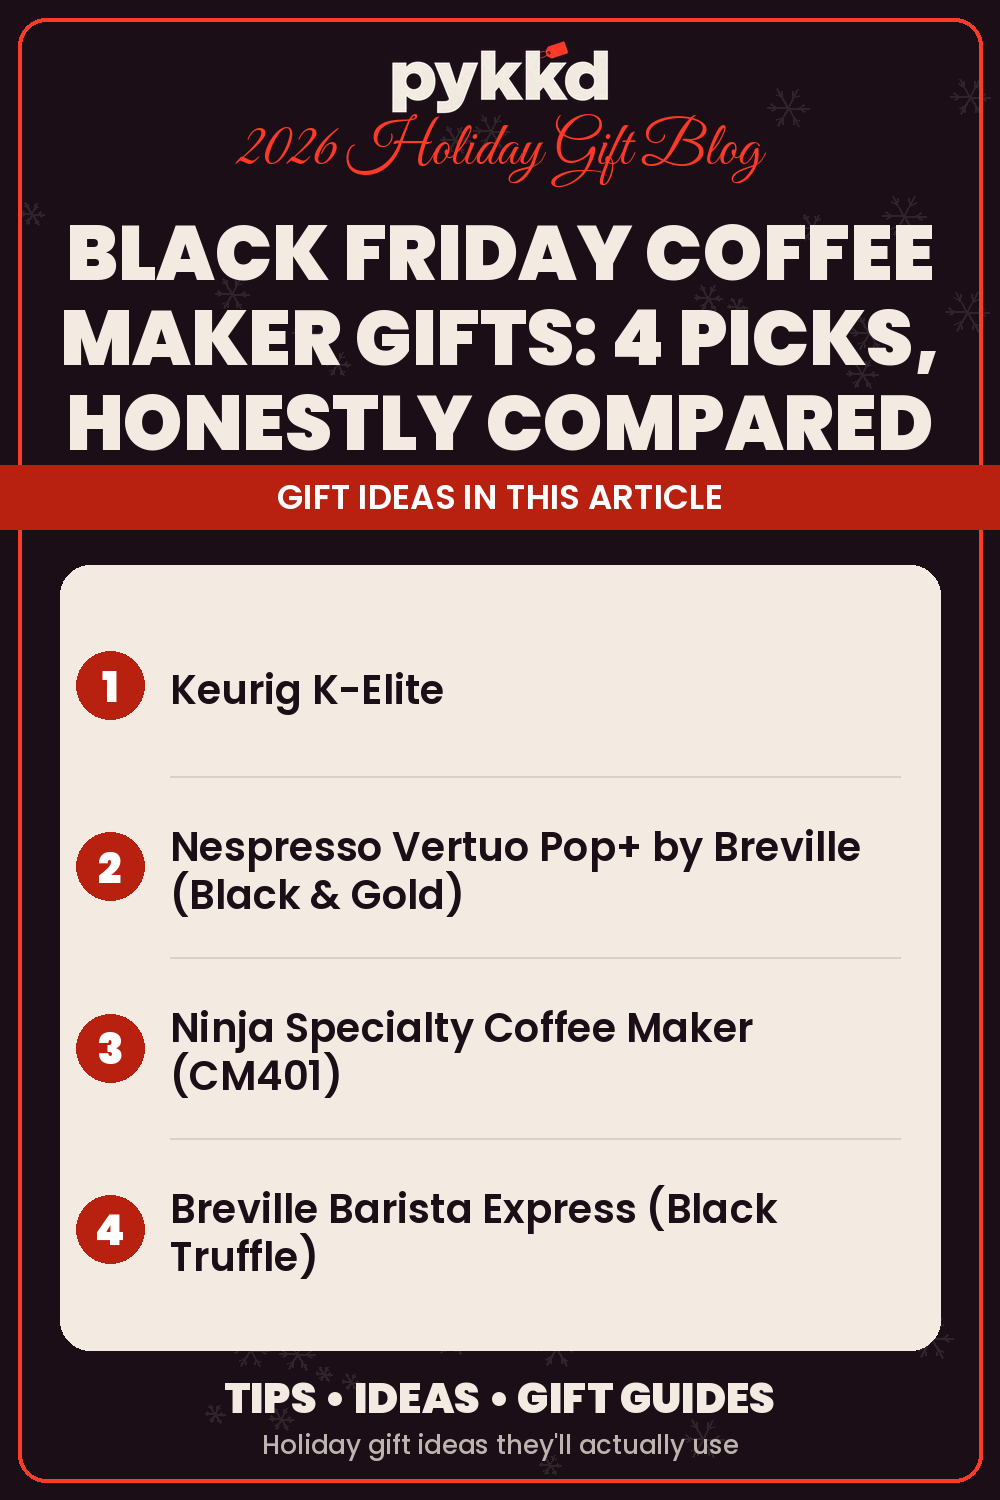 pykkd
2026 Holiday Gift Blog
BLACK FRIDAY COFFEE
MAKER GIFTS: 4 PICKS,
HONESTLY COMPARED
GIFT IDEAS IN THIS ARTICLE
1 Keurig K-Elite
2 Nespresso Vertuo Pop+ by Breville
(Black & Gold)
3 Ninja Specialty Coffee Maker
(CM401)
4 Breville Barista Express (Black
Truffle)
TIPS • IDEAS • GIFT GUIDES
Holiday gift ideas they'll actually use